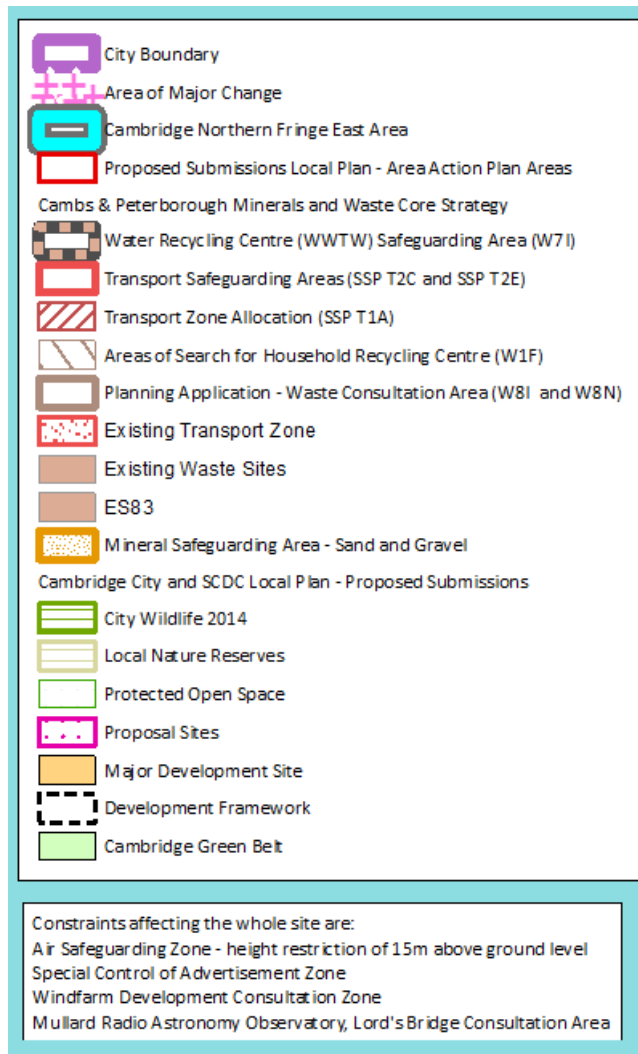 City Boundary
Area of Major Change
Cambridge Northern Fringe East Area
Proposed Submissions Local Plan - Area Action Plan Areas
Cambs & Peterborough Minerals and Waste Core Strategy
Water Recycling Centre (WWTW) Safeguarding Area (W7I)
Transport Safeguarding Areas (SSP T2C and SSP T2E)
Transport Zone Allocation (SSP T1A)
Areas of Search for Household Recycling Centre (W1F)
Planning Application - Waste Consultation Area (W8I and W8N)
Existing Transport Zone
Existing Waste Sites
ES83
Mineral Safeguarding Area - Sand and Gravel
Cambridge City and SCDC Local Plan - Proposed Submissions
City Wildlife 2014
Local Nature Reserves
Protected Open Space
Proposal Sites
Major Development Site
Development Framework
Cambridge Green Belt
Constraints affecting the whole site are:
Air Safeguarding Zone - height restriction of 15m above ground level
Special Control of Advertisement Zone
Windfarm Development Consultation Zone
Mullard Radio Astronomy Observatory, Lord's Bridge Consultation Area